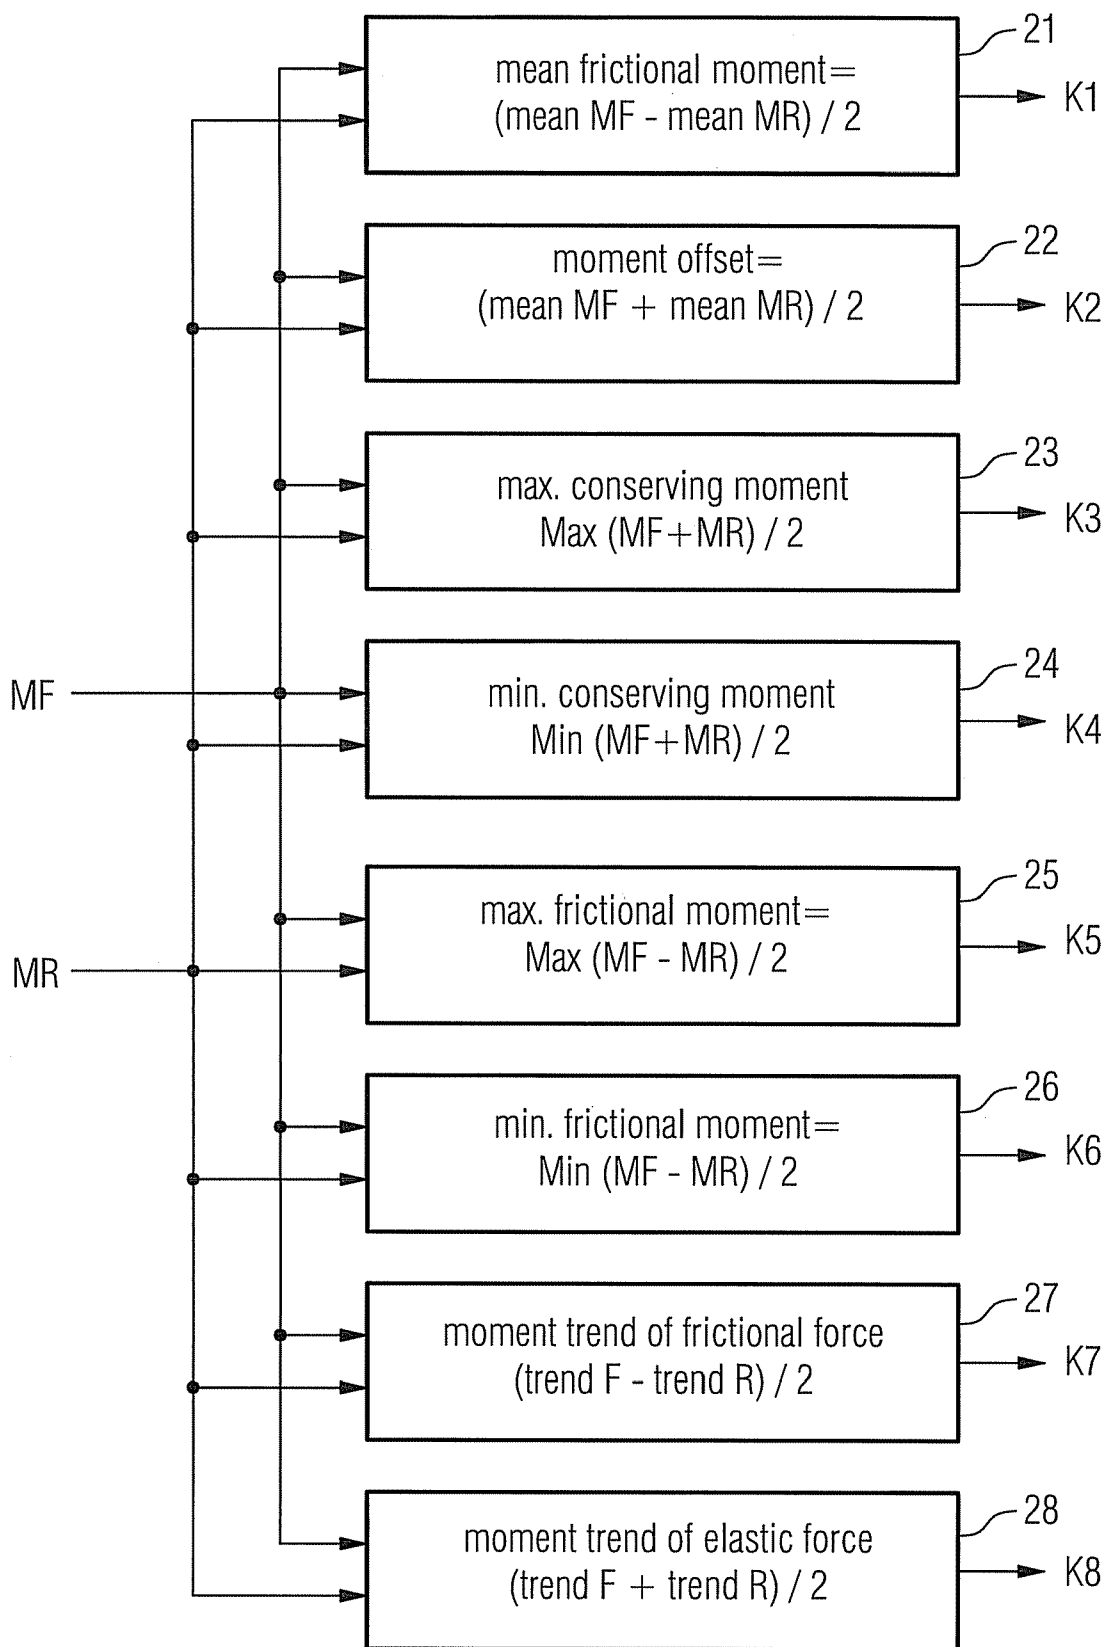 21
mean frictional moment=
(mean MF - mean MR) / 2
K1
22
moment offset=
(mean MF + mean MR) / 2
K2
23
max. conserving moment
Max (MF+MR) / 2
K3
24
MF
min. conserving moment
Min (MF+MR) / 2
K4
25
max. frictional moment=
Max (MF - MR) / 2
K5
MR
26
min. frictional moment=
Min (MF - MR) / 2
K6
27
moment trend of frictional force
(trend F - trend R) / 2
K7
28
moment trend of elastic force
(trend F + trend R) / 2
K8